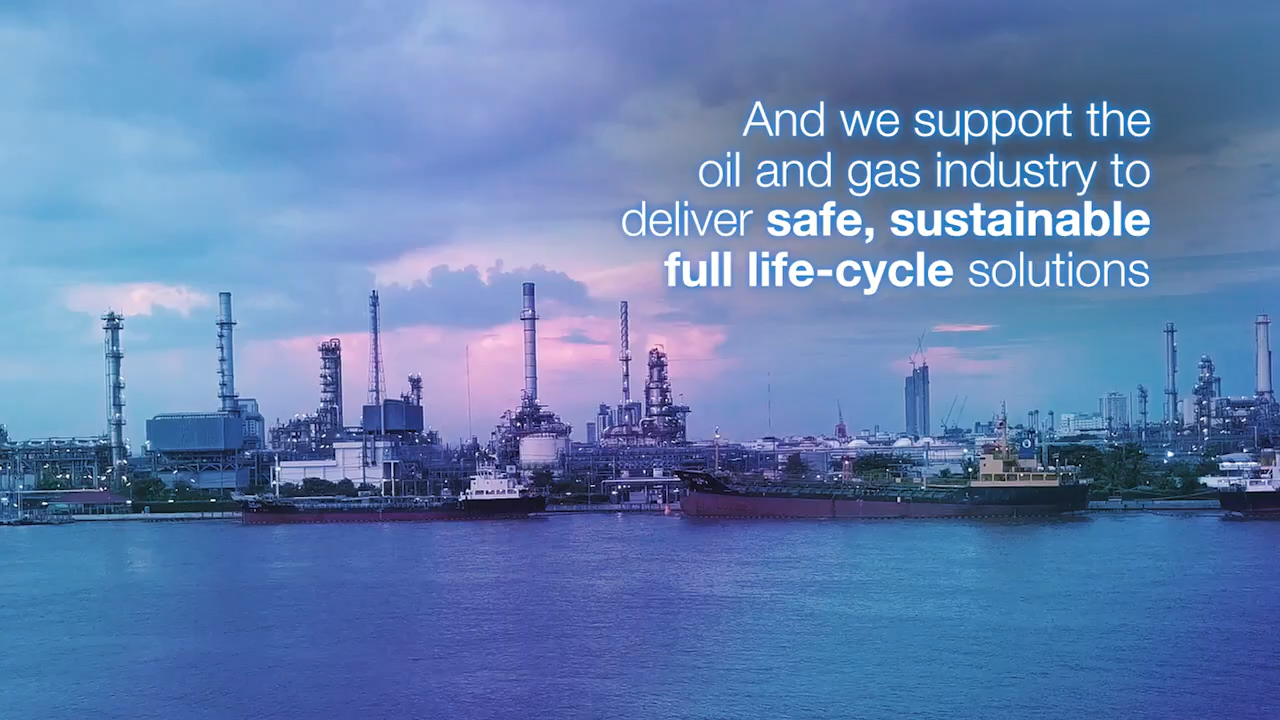 And we support the
oil and gas industry to
deliver safe, sustainable
full life-cycle solutions